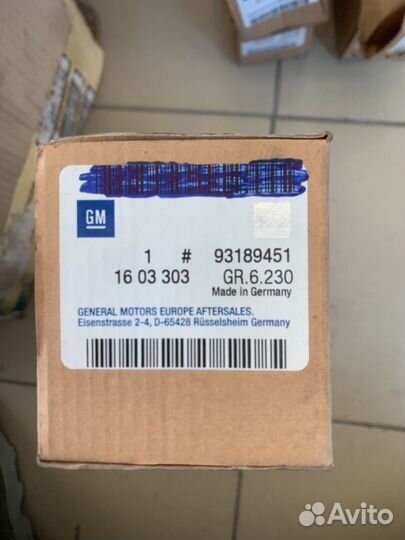 GM
1 # 93189451
16 03 303 GR.6.230
Made in Germany
GENERAL MOTORS EUROPE AFTERSALES.
Eisenstrasse 2-4, D-65428 Rüsselsheim Germany
Avito